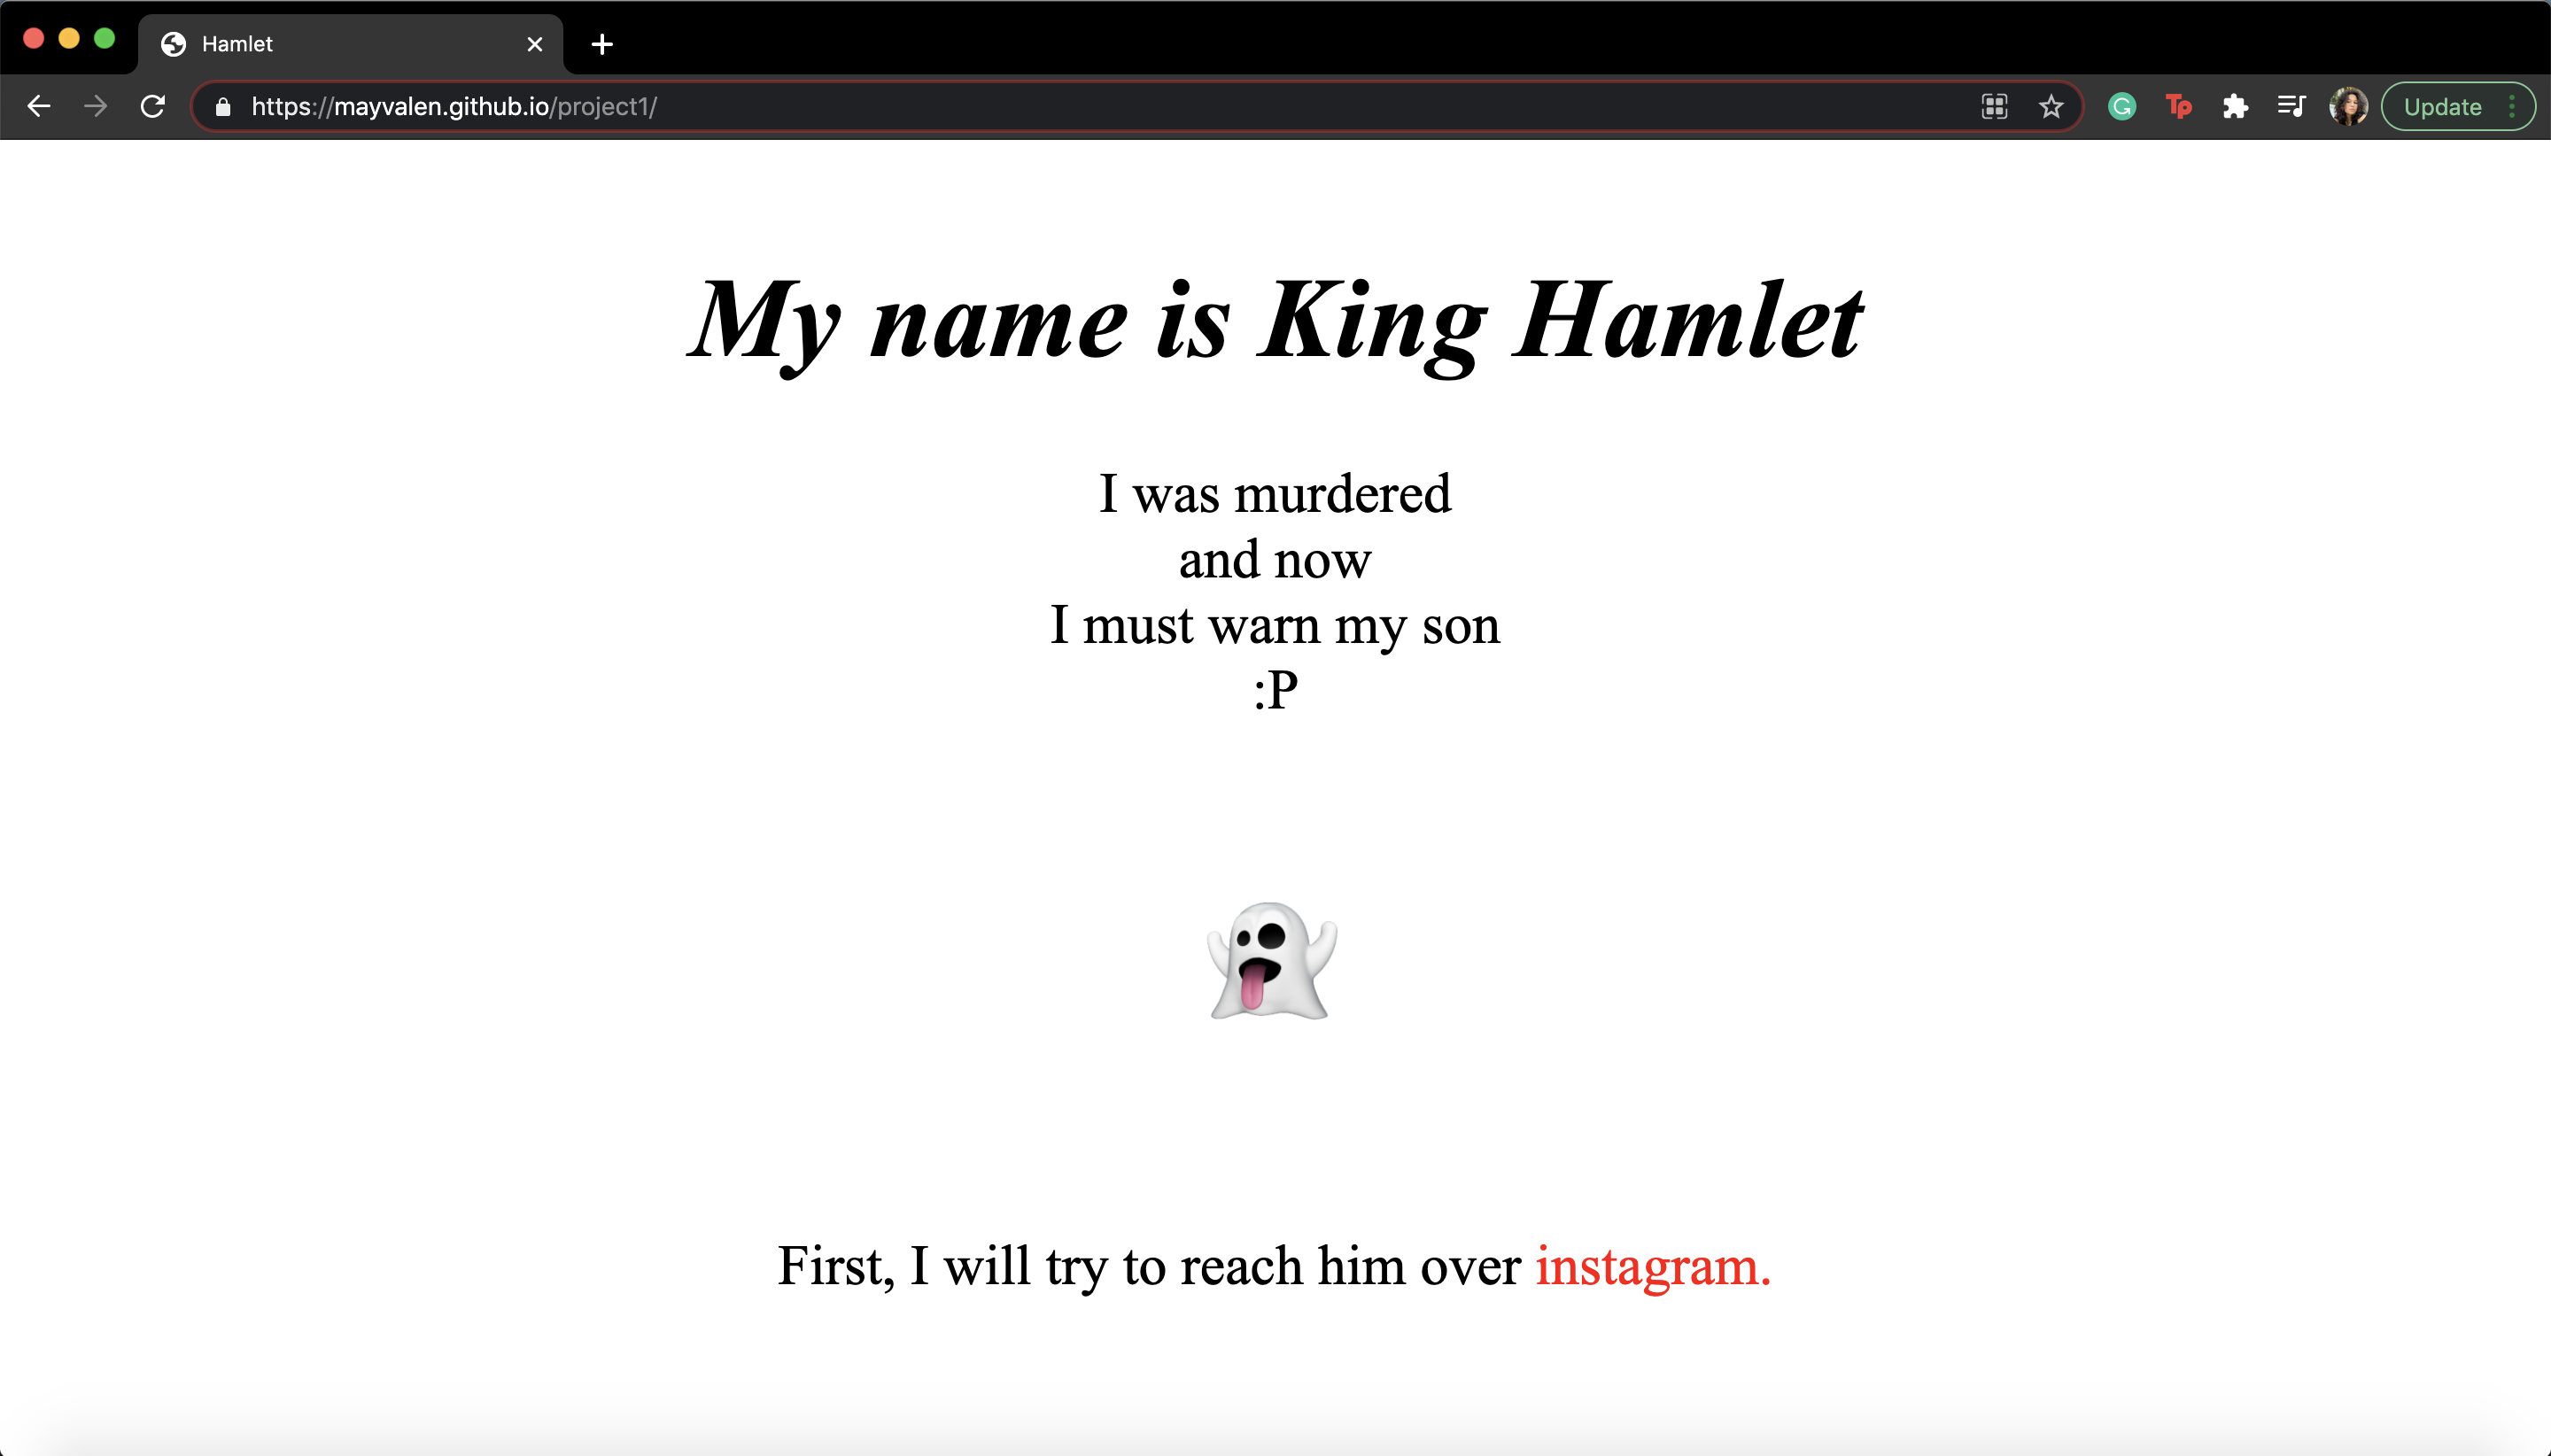 Hamlet
https://mayvalen.github.io/project1/
Tp
Update
My name is King Hamlet
I was murdered
and now
I must warn my son
:P
First, I will try to reach him over instagram.